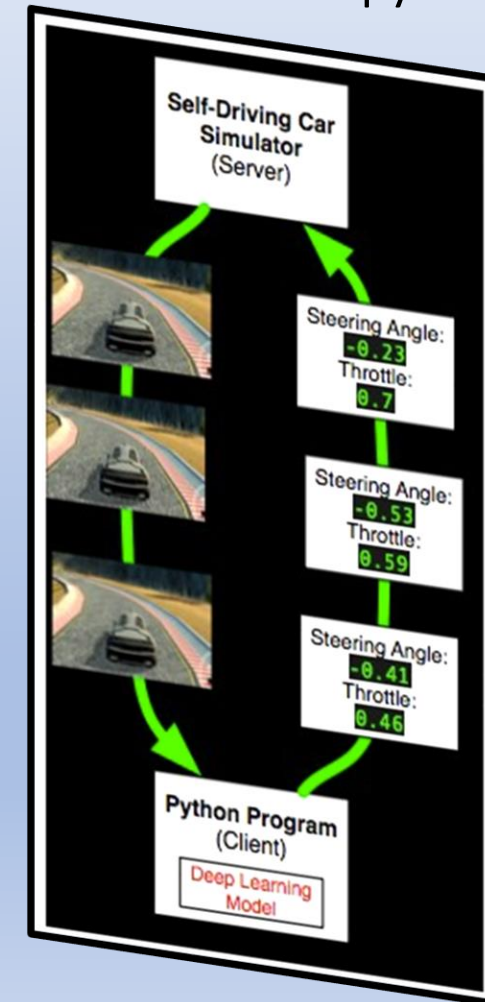 py
Self-Driving Car
Simulator
(Server)
Steering Angle:
-0.23
Throttle:
0.7
Steering Angle:
-0.53
Throttle:
0.59
Steering Angle:
-0.41
Throttle:
0.46
Python Program
(Client)
Deep Learning
Model